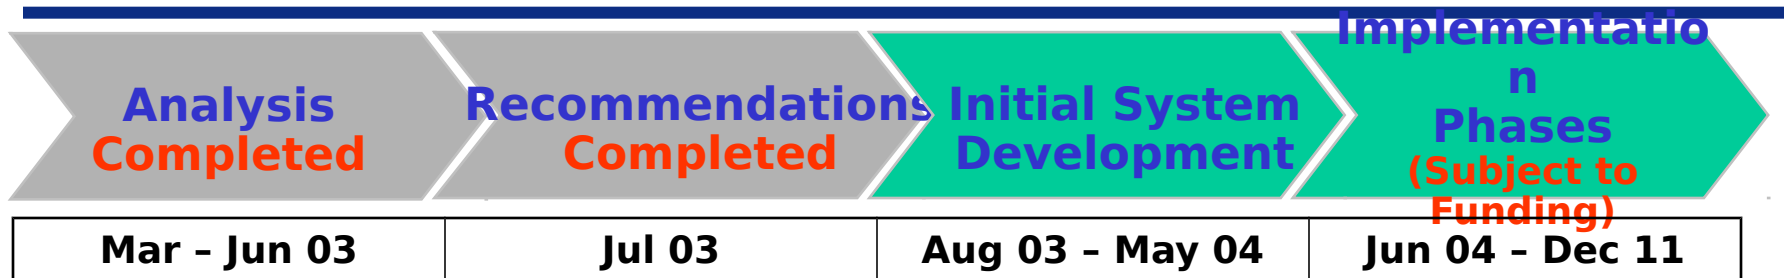 Analysis
Completed
Recommendations
Completed
Initial System
Development
Implementatio
n
Phases
(Subject to
Funding)
Mar – Jun 03
Jul 03
Aug 03 – May 04
Jun 04 – Dec 11